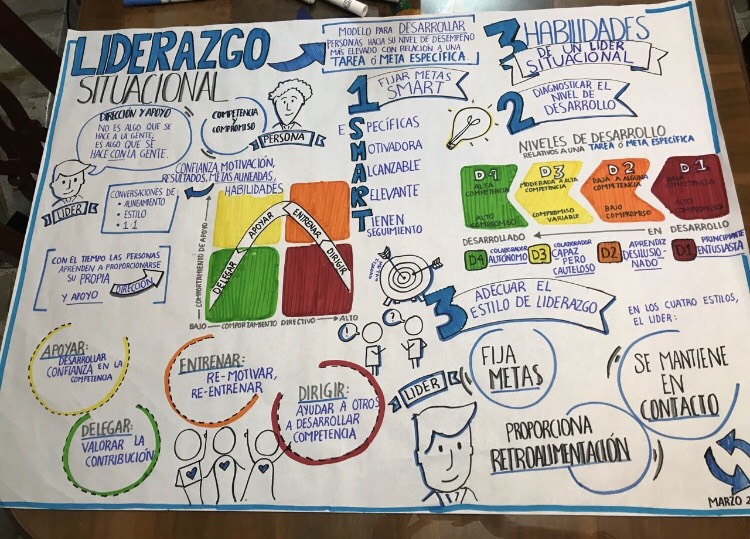 LIDERAZGO
SITUACIONAL
MODELO PARA DESARROLLAR
PERSONAS HACIA SU NIVEL DE DESEMPEÑO
MÁS ELEVADO CON RELACIÓN A UNA
TAREA Ó META ESPECÍFICA.
3 HABILIDADES
DE UN LÍDER
SITUACIONAL
DIRECCIÓN Y APOYO
NO ES ALGO QUE SE
HACE A LA GENTE,
ES ALGO QUE SE
HACE CON LA GENTE.
COMPETENCIA
Y
COMPROMISO
PERSONA
LIDER
CONFIANZA, MOTIVACIÓN,
RESULTADOS, METAS ALINEADAS,
HABILIDADES
CONVERSACIONES DE
- ALINEAMIENTO
- ESTILO
- 1:1
CON EL TIEMPO LAS PERSONAS
APRENDEN A PROPORCIONARSE
SU PROPIA
DIRECCIÓN
Y APOYO
COMPORTAMIENTO DE APOYO
DELEGAR
APOYAR
ENTRENAR
DIRIGIR
BAJO COMPORTAMIENTO DIRECTIVO ALTO
1 FIJAR METAS
SMART
ESPECÍFICAS
MOTIVADORA
ALCANZABLE
RELEVANTE
TIENEN
SEGUIMIENTO
2 DIAGNOSTICAR EL
NIVEL DE
DESARROLLO
NIVELES DE DESARROLLO
RELATIVOS A UNA TAREA Ó META ESPECÍFICA
D4
ALTA
COMPETENCIA
ALTO
COMPROMISO
D3
MODERADA A ALTA
COMPETENCIA
COMPROMISO
VARIABLE
D2
BAJA A ALGUNA
COMPETENCIA
BAJO
COMPROMISO
D1
BAJA
COMPETENCIA
ALTO
COMPROMISO
DESARROLLADO
EN DESARROLLO
D4 COLABORADOR
AUTÓNOMO
D3 COLABORADOR
CAPAZ
PERO
CAUTELOSO
D2 APRENDIZ
DESILUSIO-
NADO
D1 PRINCIPIANTE
ENTUSIASTA
3 ADECUAR EL
ESTILO DE LIDERAZGO
EN LOS CUATRO ESTILOS,
EL LIDER:
APOYAR:
DESARROLLAR
CONFIANZA EN LA
COMPETENCIA
ENTRENAR:
RE-MOTIVAR,
RE-ENTRENAR
DIRIGIR:
AYUDAR A OTROS
A DESARROLLAR
COMPETENCIA
DELEGAR:
VALORAR LA
CONTRIBUCIÓN
LIDER
FIJA
METAS
SE MANTIENE
EN
CONTACTO
PROPORCIONA
RETROALIMENTACIÓN
MARZO 2